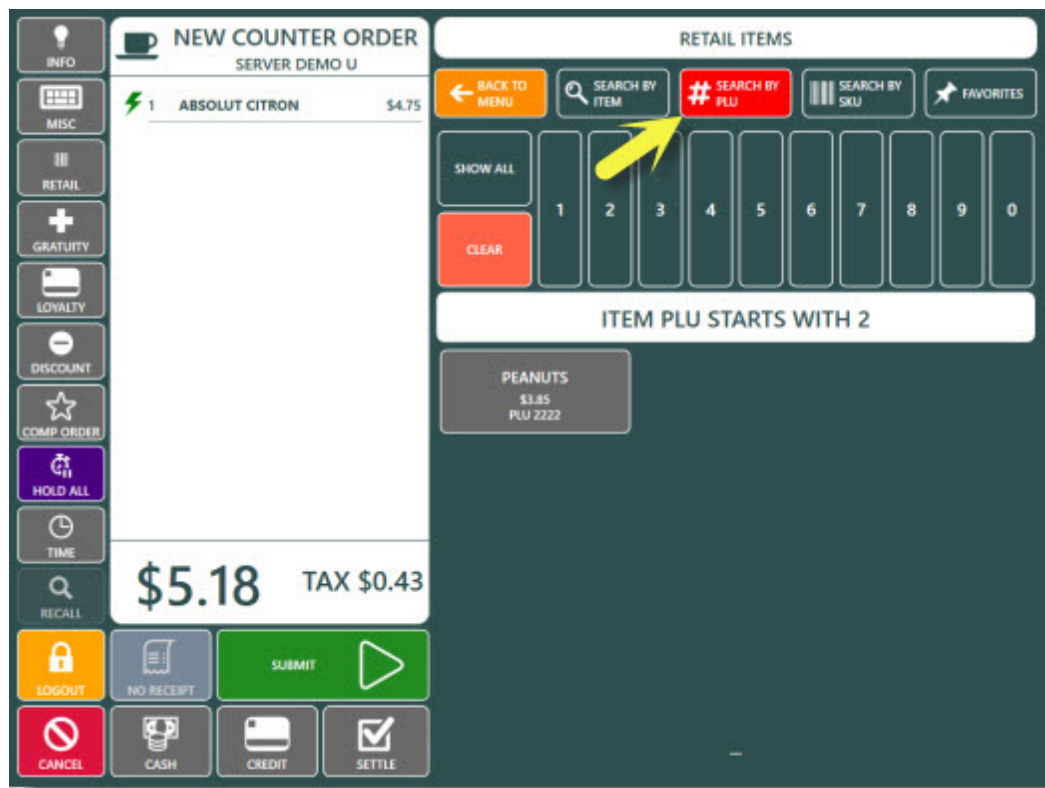 INFO
MISC
RETAIL
GRATUITY
LOYALTY
DISCOUNT
COMP ORDER
HOLD ALL
TIME
RECALL
LOGOUT
CANCEL
NEW COUNTER ORDER
SERVER DEMO U
1 ABSOLUT CITRON $4.75
$5.18 TAX $0.43
NO RECEIPT
SUBMIT
CASH
CREDIT
SETTLE
RETAIL ITEMS
BACK TO
MENU
SEARCH BY
ITEM
# SEARCH BY
PLU
SEARCH BY
SKU
FAVORITES
SHOW ALL
CLEAR
1 2 3 4 5 6 7 8 9 0
ITEM PLU STARTS WITH 2
PEANUTS
$3.85
PLU 2222